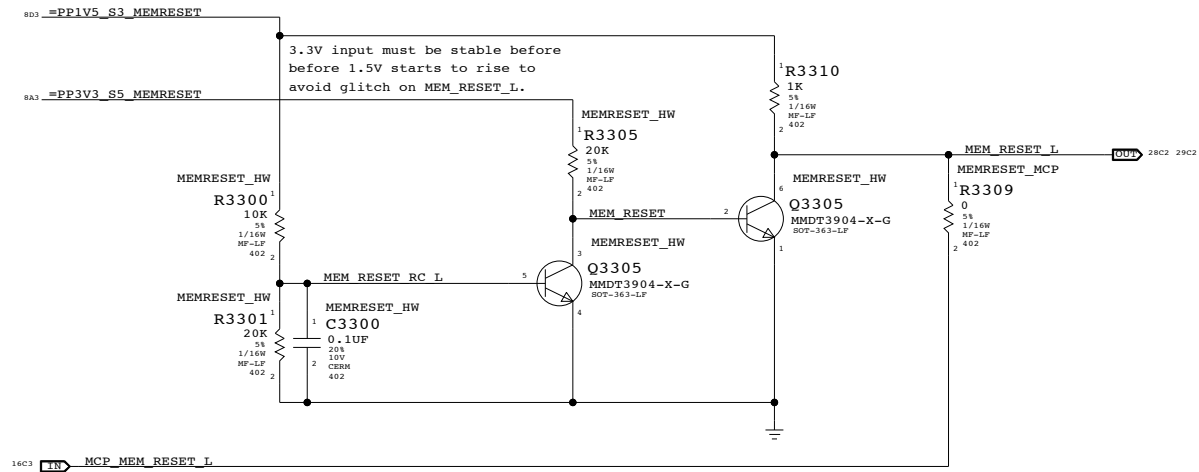 8D3 =PP1V5_S3_MEMRESET
3.3V input must be stable before
before 1.5V starts to rise to
avoid glitch on MEM_RESET_L.
8A3 =PP3V3_S5_MEMRESET
1
R3310
1K
5%
1/16W
MF-LF
402
2
MEMRESET_HW
1
R3305
20K
5%
1/16W
MF-LF
402
2
MEM_RESET_L
OUT
28C2 29C2
MEMRESET_MCP
1
R3309
0
5%
1/16W
MF-LF
402
2
MEMRESET_HW
R3300
1
10K
5%
1/16W
MF-LF
402
2
MEM_RESET
2
MEMRESET_HW
6
Q3305
MMDT3904-X-G
SOT-363-LF
1
MEMRESET_HW
3
Q3305
MMDT3904-X-G
SOT-363-LF
4
MEM_RESET_RC_L
5
MEMRESET_HW
R3301
1
20K
5%
1/16W
MF-LF
402
2
MEMRESET_HW
1
C3300
0.1UF
20%
10V
CERM
402
2
16C3 IN MCP_MEM_RESET_L